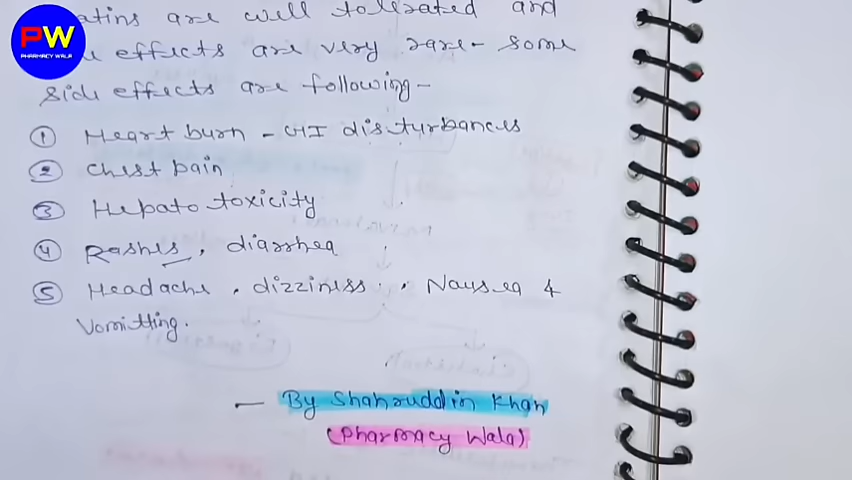 are well tolerated and
PW
PHARMACY WALA
effects are very rare- some
side effects are following-
① Heart burn - GI disturbances
② chest pain
③ Hepato toxicity
④ Rashes, diarrhea
⑤ Headache, dizziness, Nausea &
Vomitting.
- By Shahruddin Khan
(Pharmacy Wala)